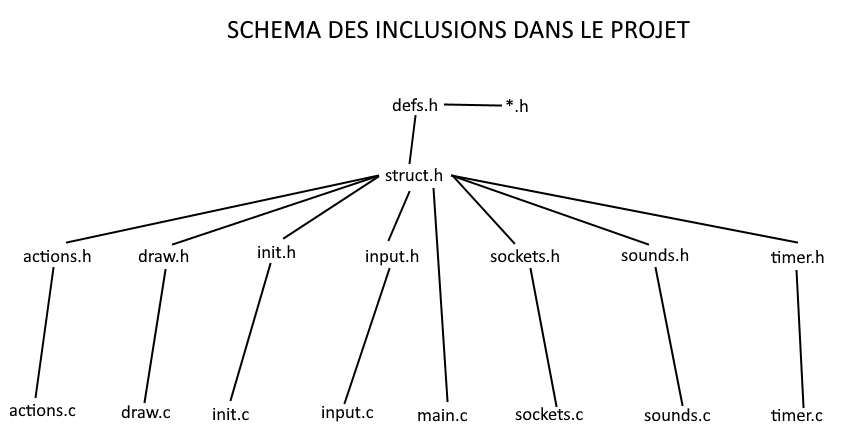 SCHEMA DES INCLUSIONS DANS LE PROJET
defs.h *.h
struct.h
actions.h draw.h init.h input.h sockets.h sounds.h timer.h
actions.c draw.c init.c input.c main.c sockets.c sounds.c timer.c